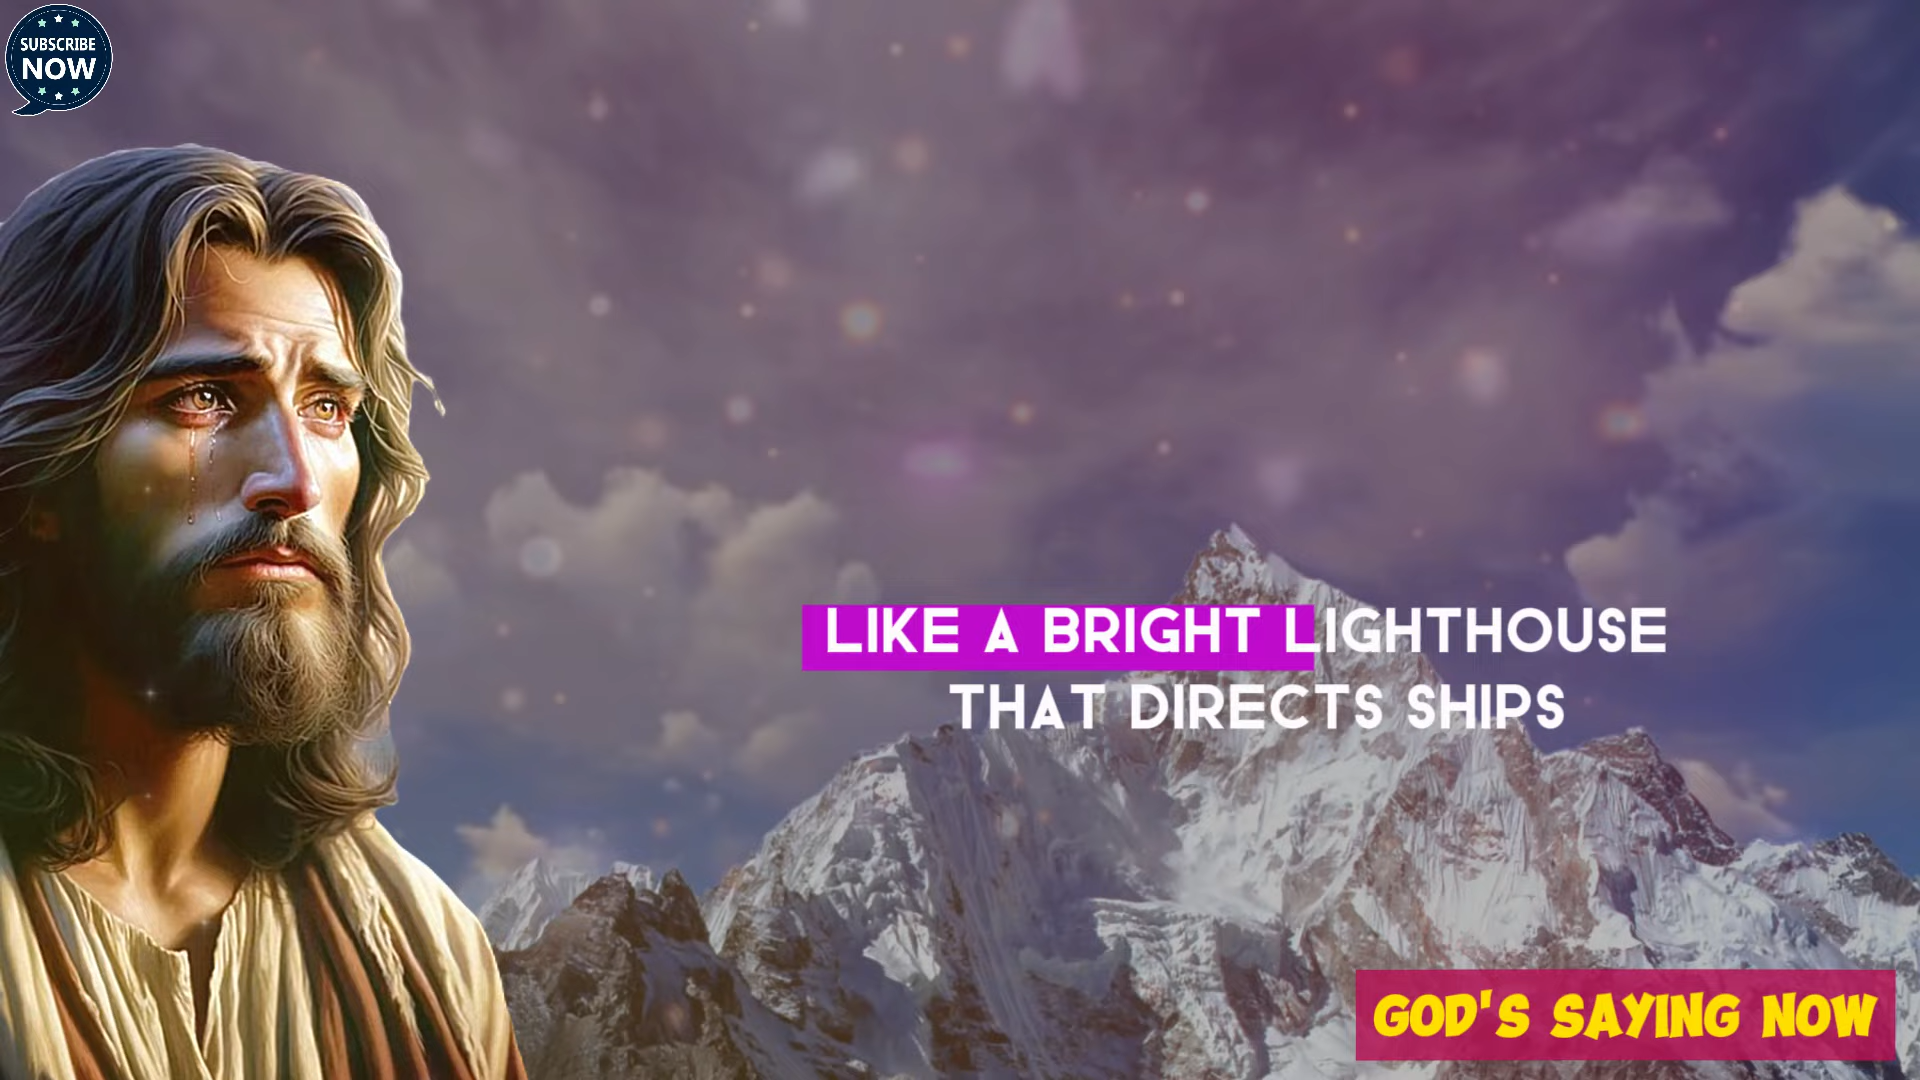 SUBSCRIBE
NOW
LIKE A BRIGHT LIGHTHOUSE
THAT DIRECTS SHIPS
GOD'S SAYING NOW